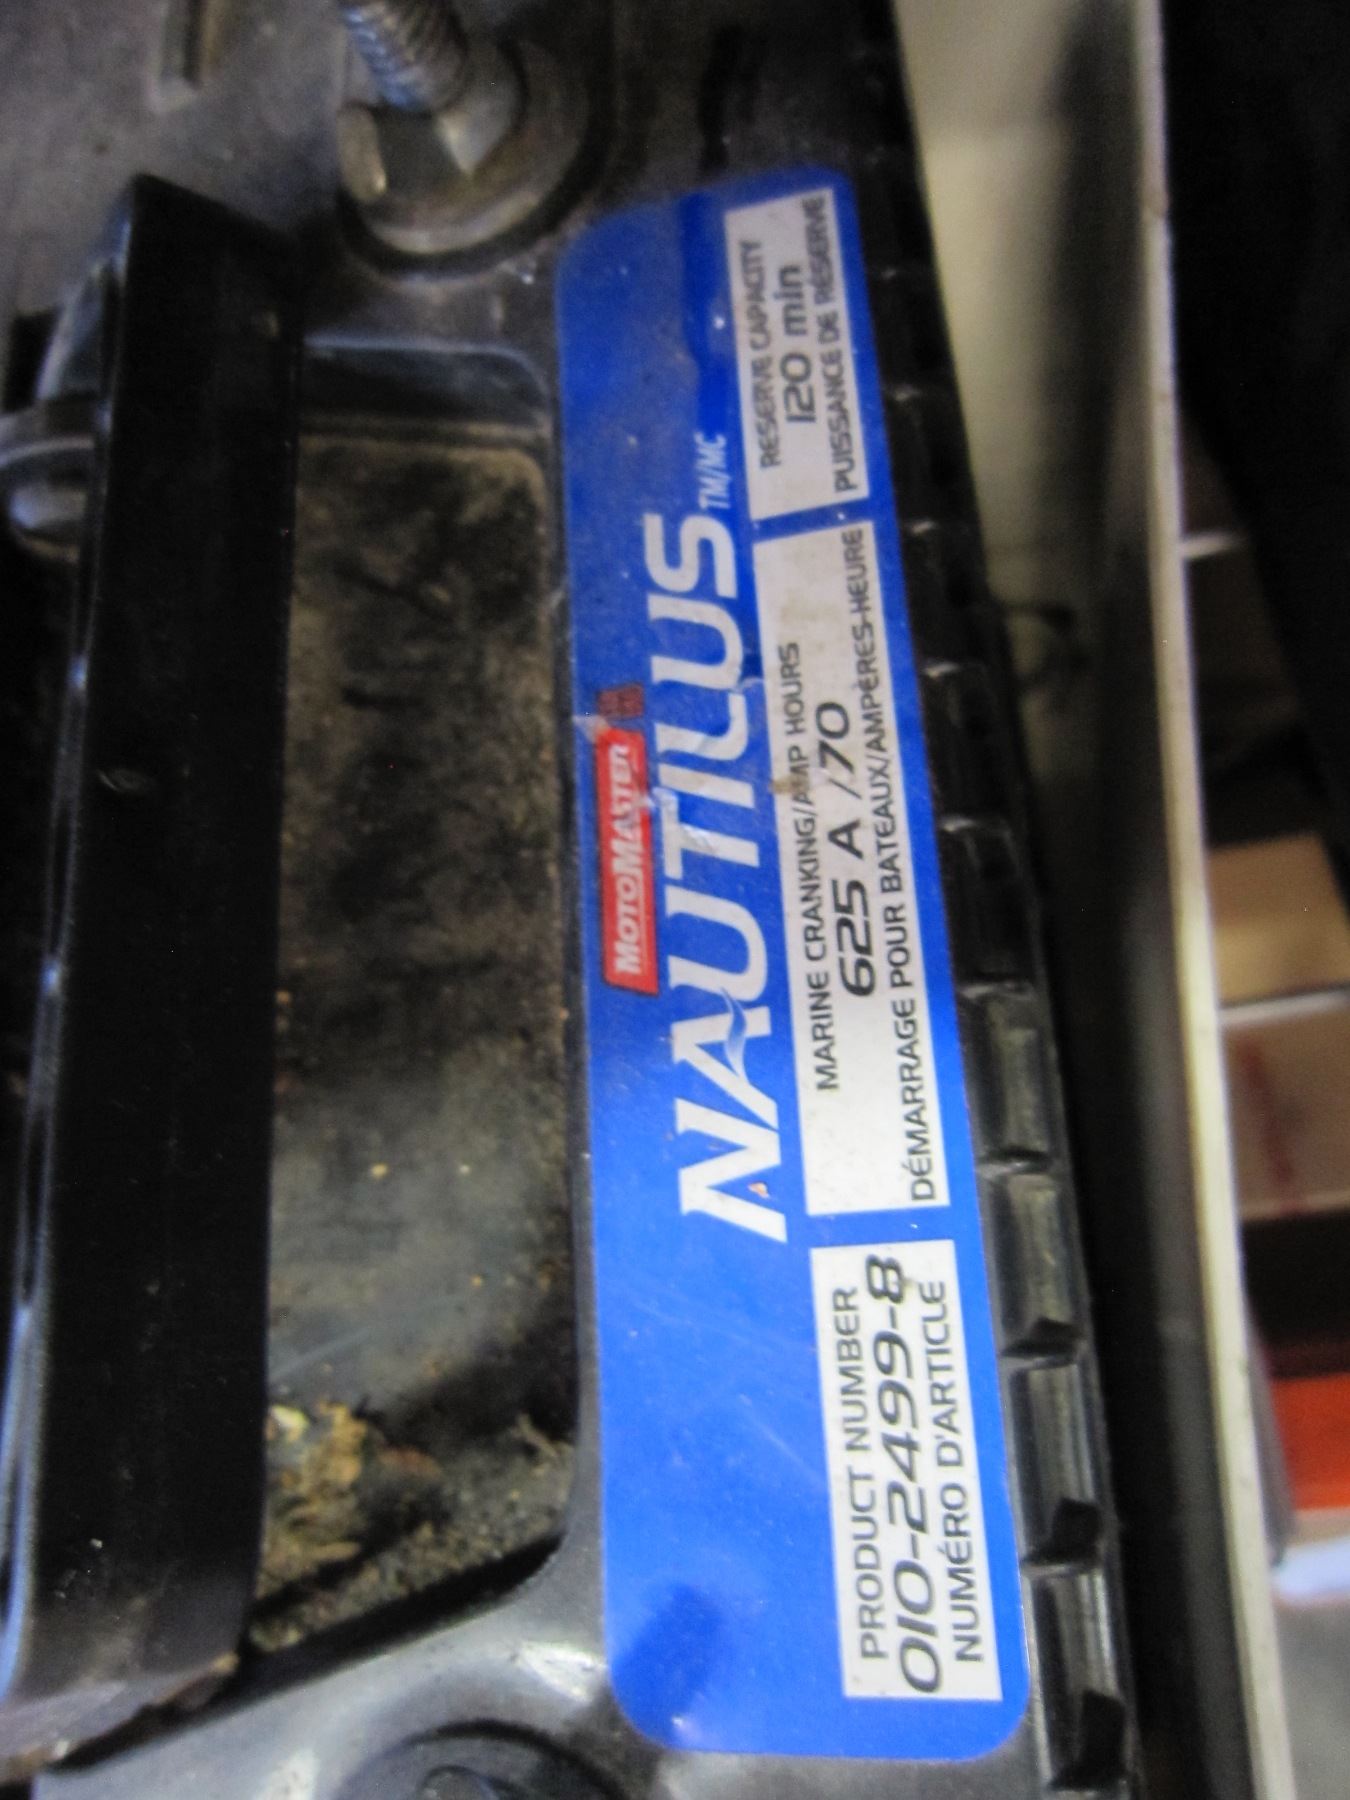 MOTOMASTER
NAUTILUS TM/MC
PRODUCT NUMBER
010-2499-8
NUMÉRO D'ARTICLE
MARINE CRANKING/AMP HOURS
625 A /70
DÉMARRAGE POUR BATEAUX/AMPÈRES-HEURE
RESERVE CAPACITY
120 min
PUISSANCE DE RÉSERVE